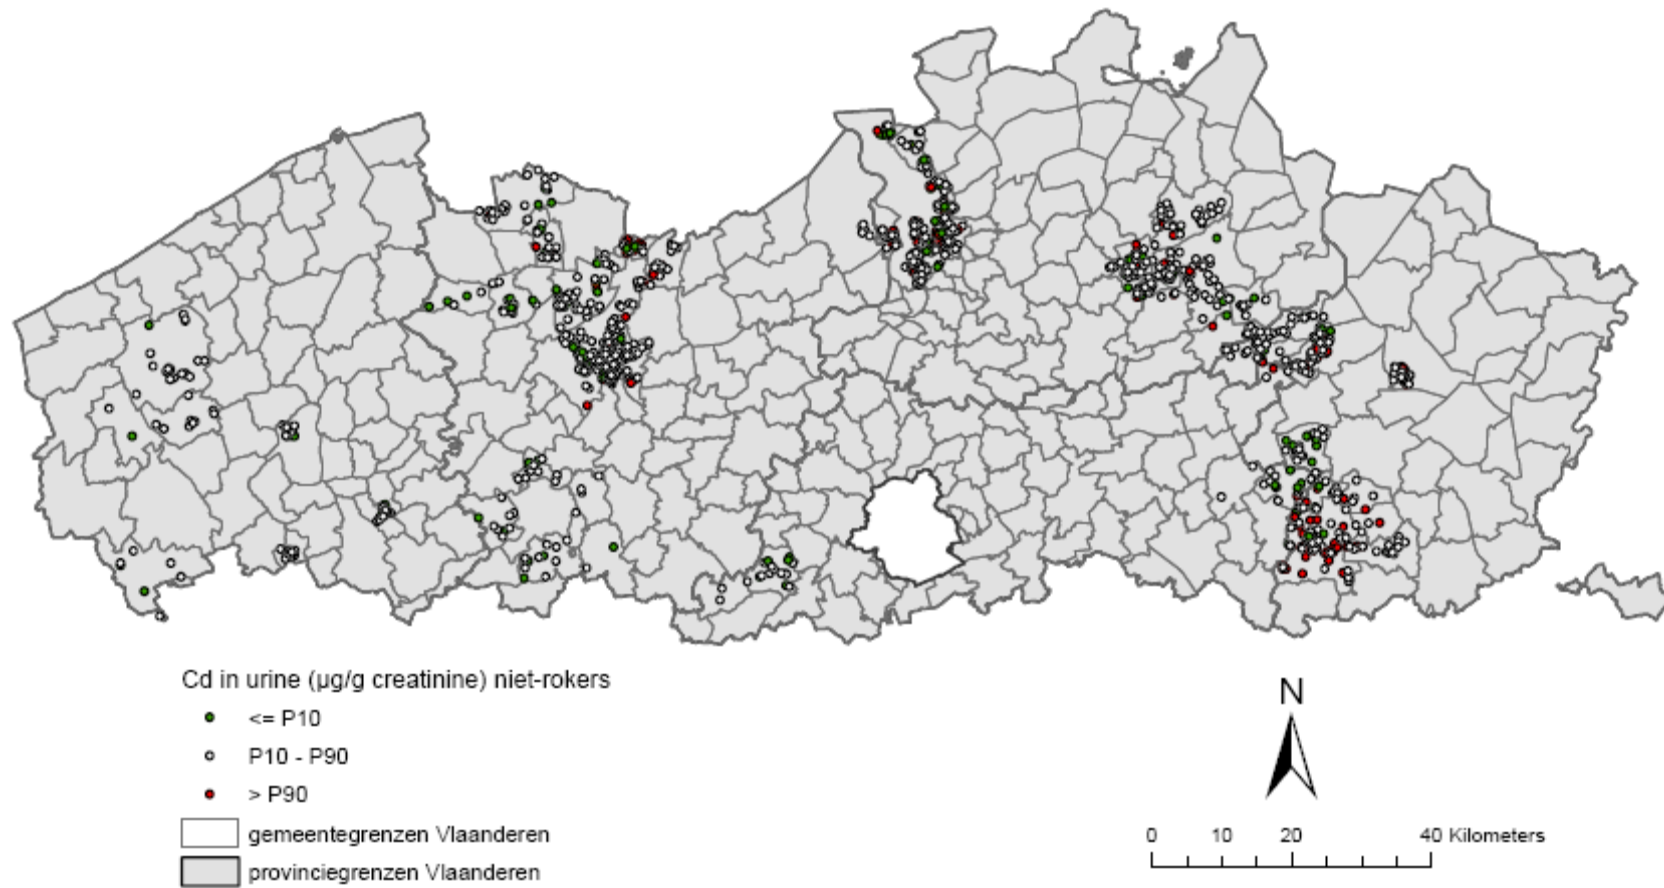 Cd in urine (µg/g creatinine) niet-rokers
<= P10
P10 - P90
> P90
gemeentegrenzen Vlaanderen
provinciegrenzen Vlaanderen
N
0 10 20 40 Kilometers